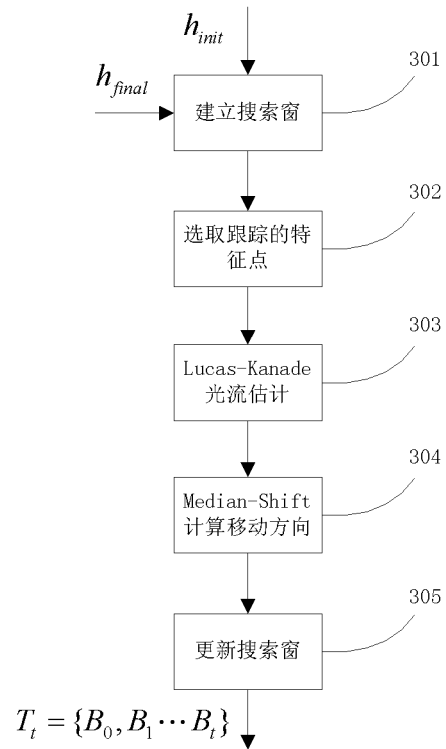 h_init
h_final
301
建立搜索窗
302
选取跟踪的特
征点
303
Lucas-Kanade
光流估计
304
Median-Shift
计算移动方向
305
更新搜索窗
T_t = {B_0, B_1 ⋯ B_t}